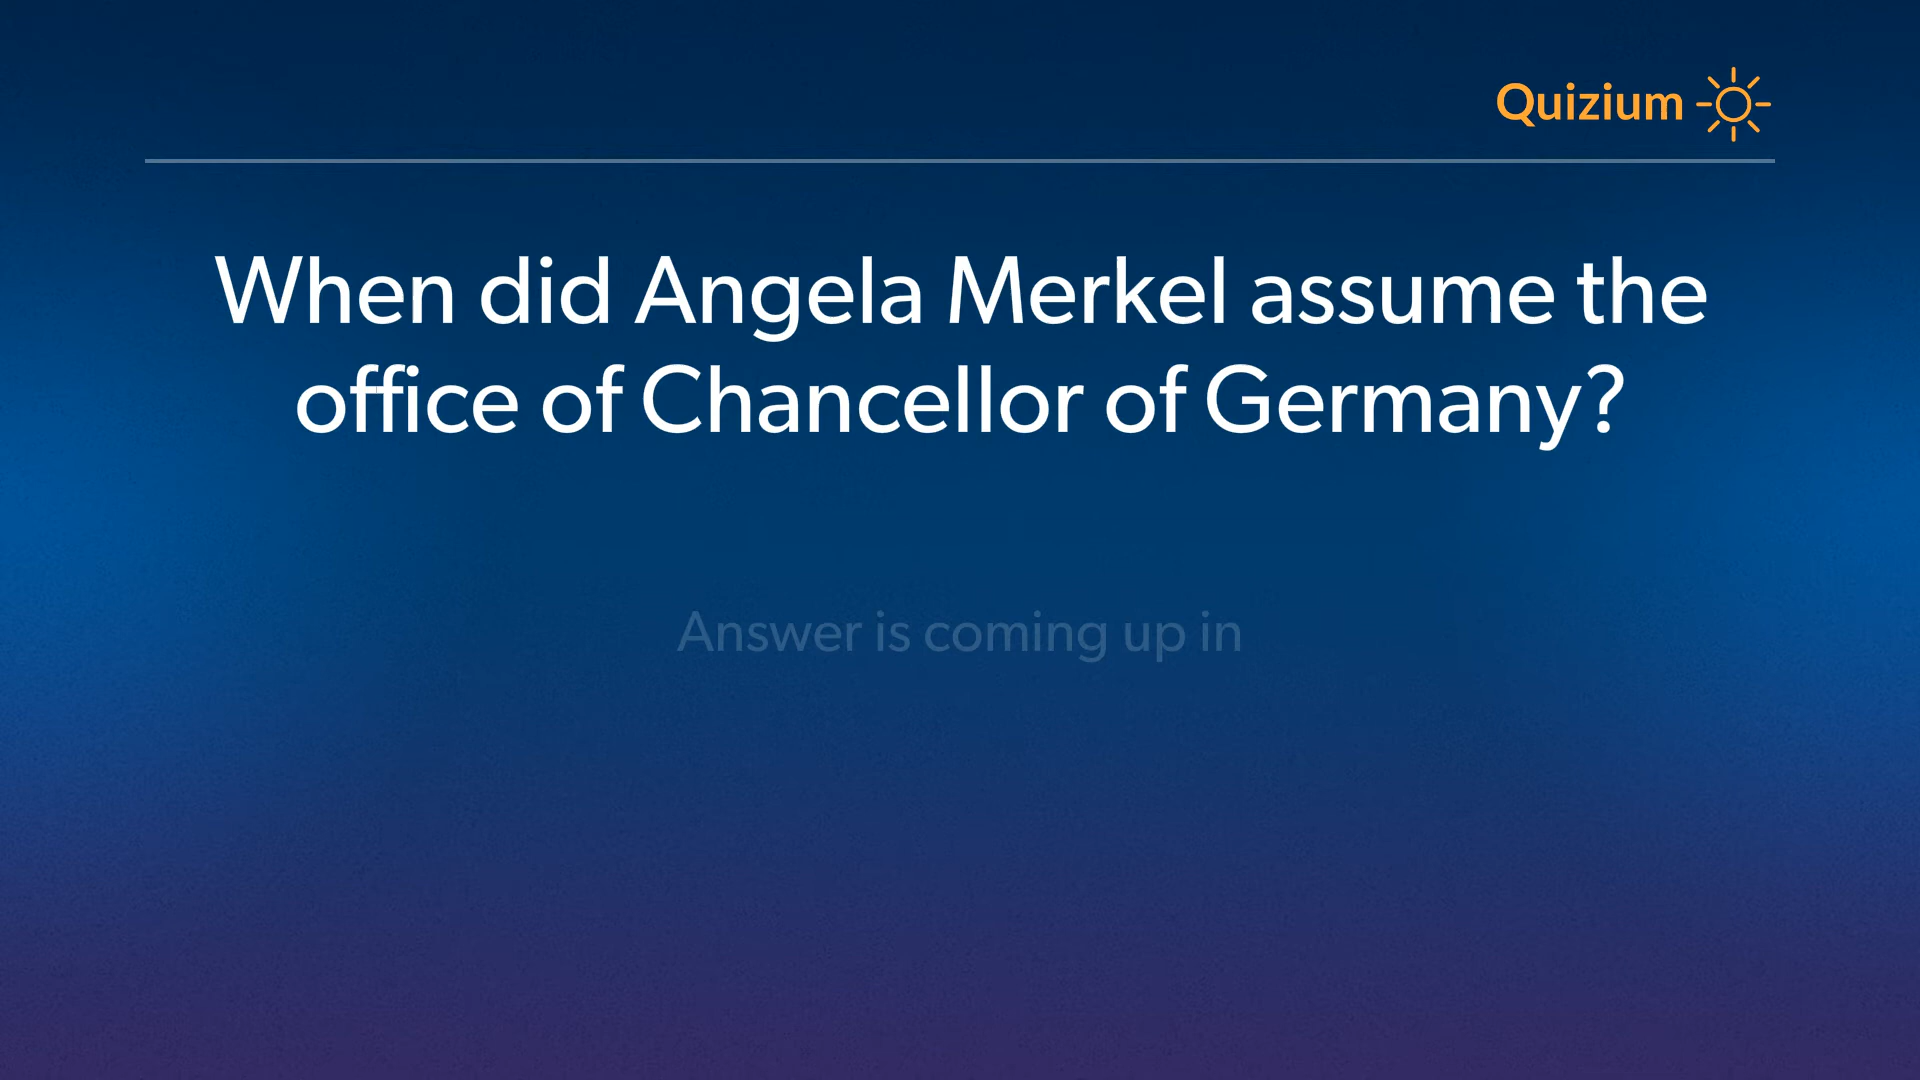 Quizium
When did Angela Merkel assume the
office of Chancellor of Germany?
Answer is coming up in